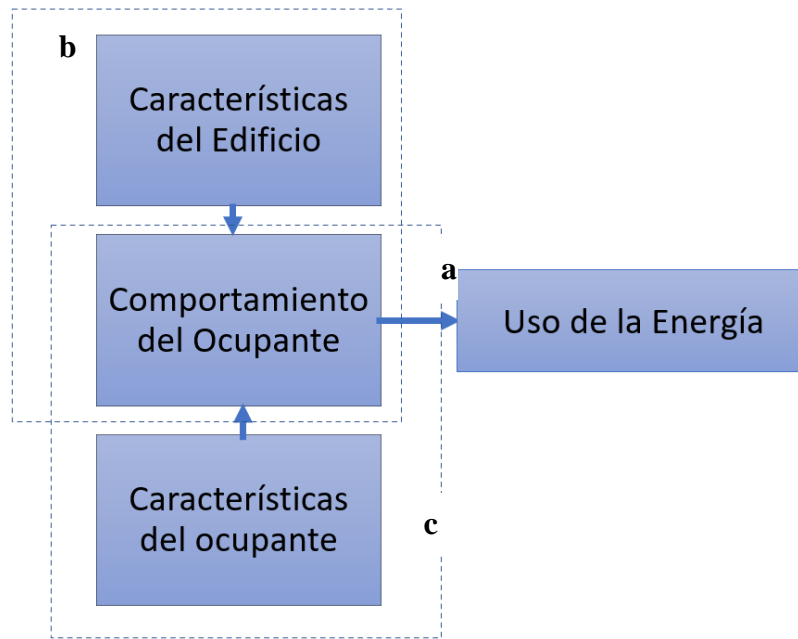 b
Características
del Edificio
Comportamiento
del Ocupante
a
Uso de la Energía
Características
del ocupante
c